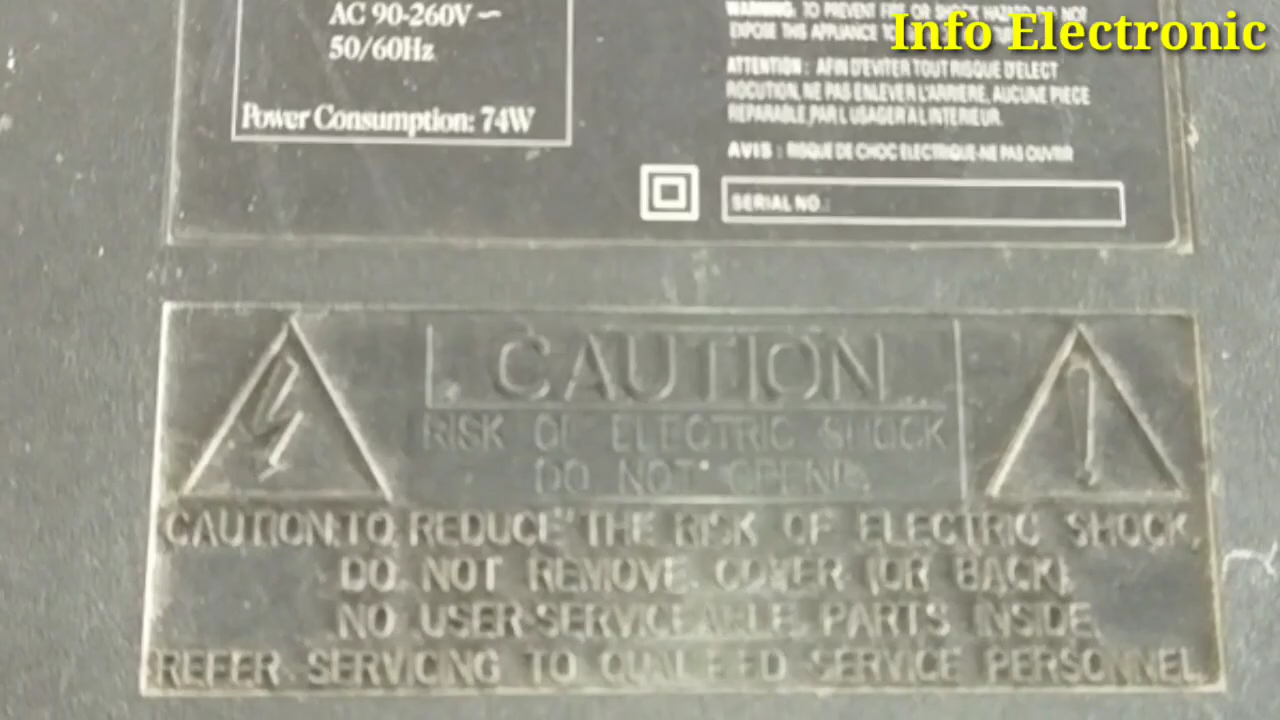 AC 90-260V ~
50/60Hz
Power Consumption: 74W
WARNING: TO PREVENT FIRE OR SHOCK HAZARD DO NOT
EXPOSE THIS APPLIANCE TO
Info Electronic
ATTENTION : AFIN D'EVITER TOUT RISQUE D'ELECT
ROCUTION, NE PAS ENLEVER L'ARRIERE. AUCUNE PIECE
REPARABLE PAR L USAGER A L'INTERIEUR.
AVIS : RISQUE DE CHOC ELECTRIQUE-NE PAS OUVRIR
SERIAL NO.
CAUTION
RISK OF ELECTRIC SHOCK
DO NOT OPEN
CAUTION:TO REDUCE THE RISK OF ELECTRIC SHOCK,
DO NOT REMOVE COVER (OR BACK)
NO USER-SERVICEABLE PARTS INSIDE
REFER SERVICING TO QUALIFIED SERVICE PERSONNEL